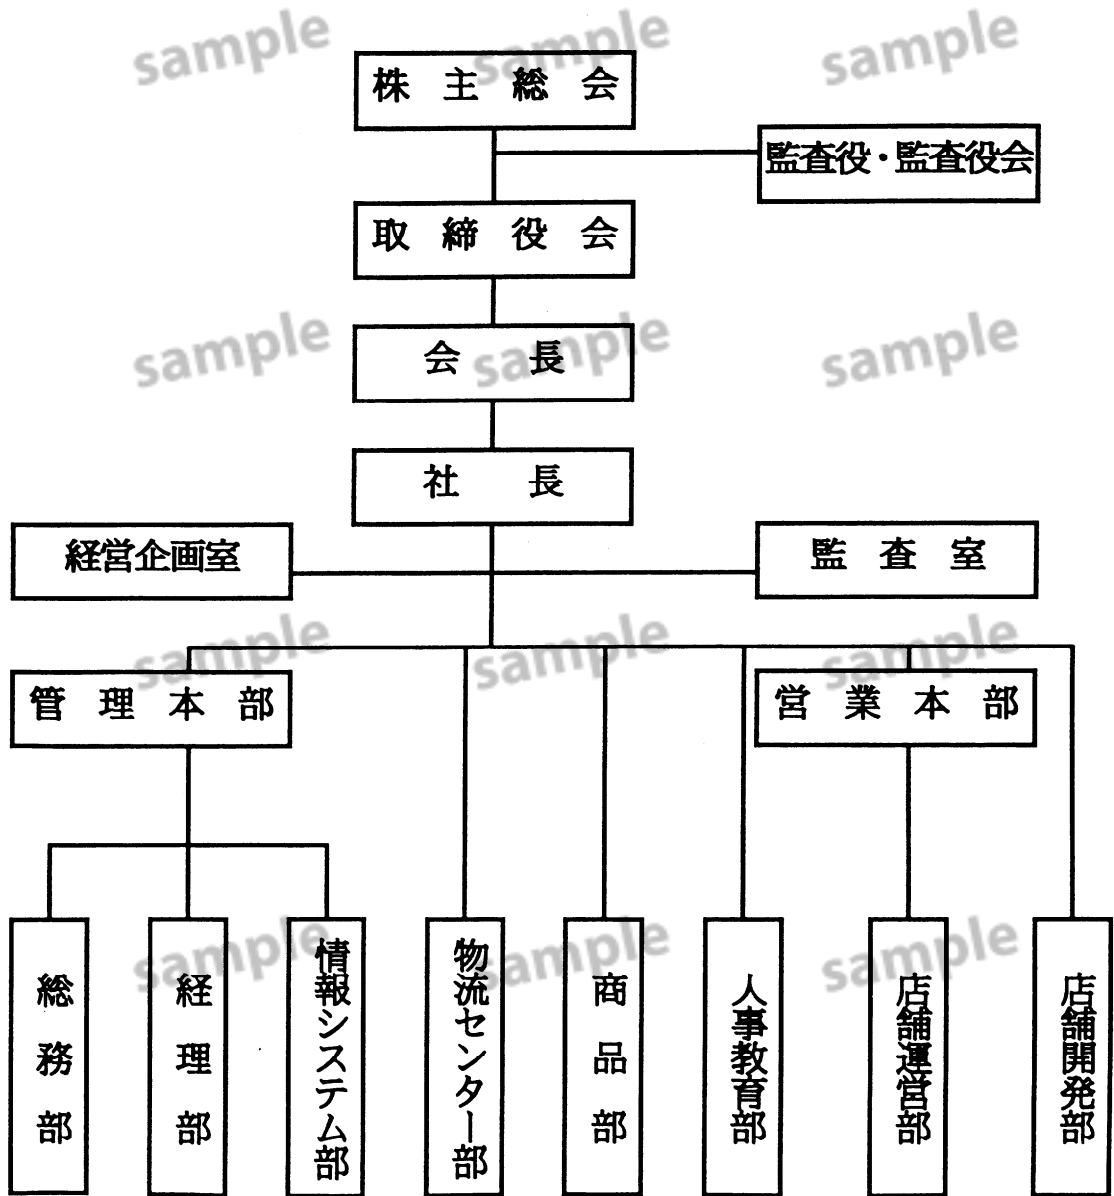 sample sample sample
株主総会
監査役・監査役会
取締役会
sample sample sample
会長
社長
経営企画室
監査室
sample sample sample
管理本部
営業本部
sample sample sample
総務部
経理部
情報システム部
物流センター部
商品部
人事教育部
店舗運営部
店舗開発部